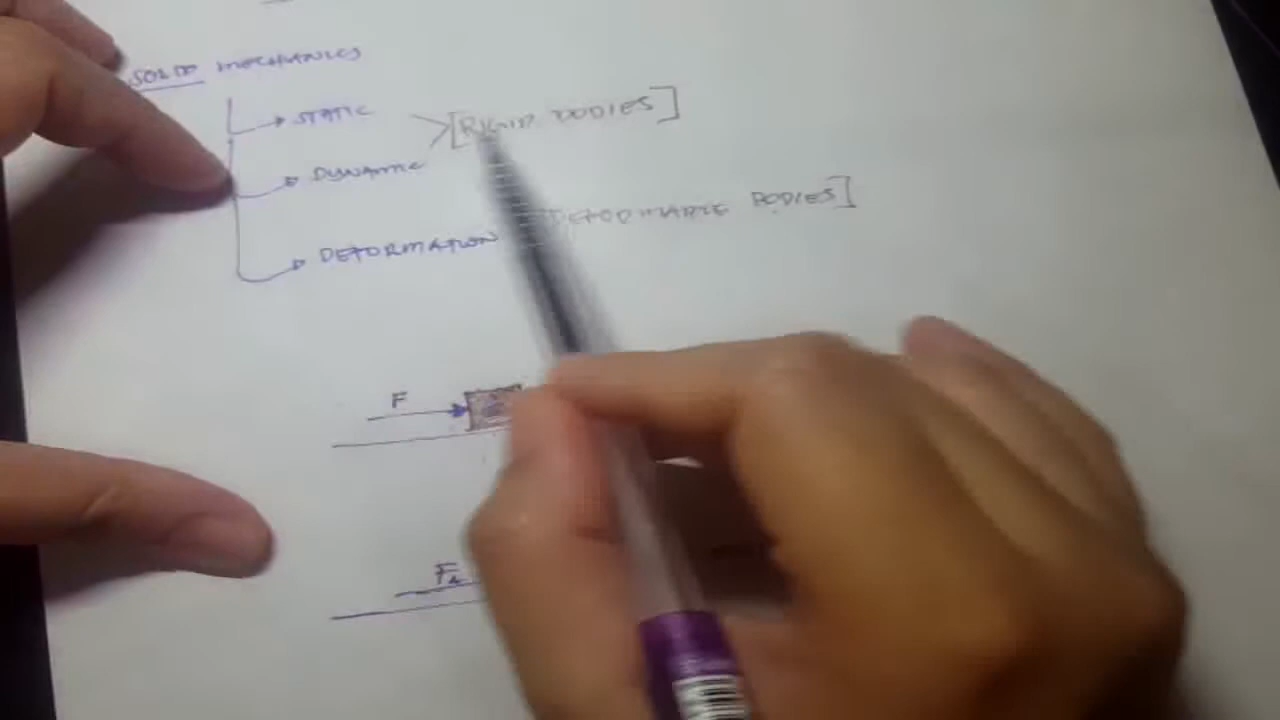 SOLID MECHANICS
STATIC [RIGID BODIES]
DYNAMIC
DEFORMATION DEFORMABLE BODIES]
F